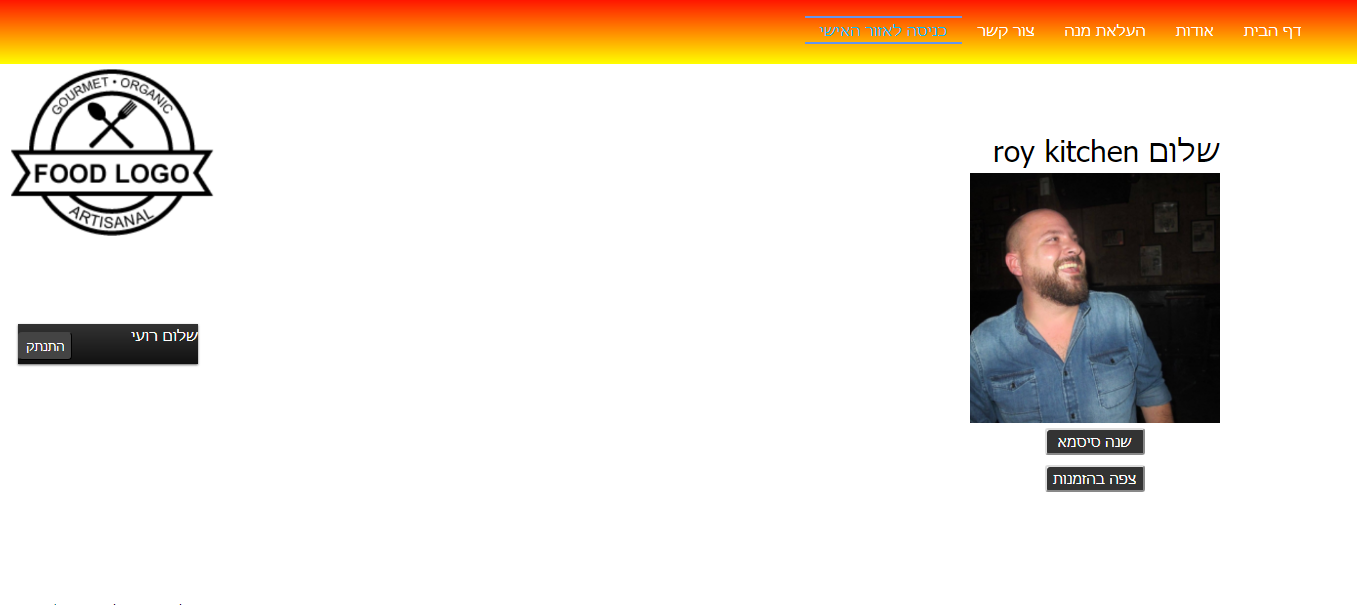 דף הבית
אודות
העלאת מנה
צור קשר
כניסה לאזור האישי
GOURMET • ORGANIC
FOOD LOGO
ARTISANAL
שלום roy kitchen
שנה סיסמא
צפה בהזמנות
שלום רועי
התנתק